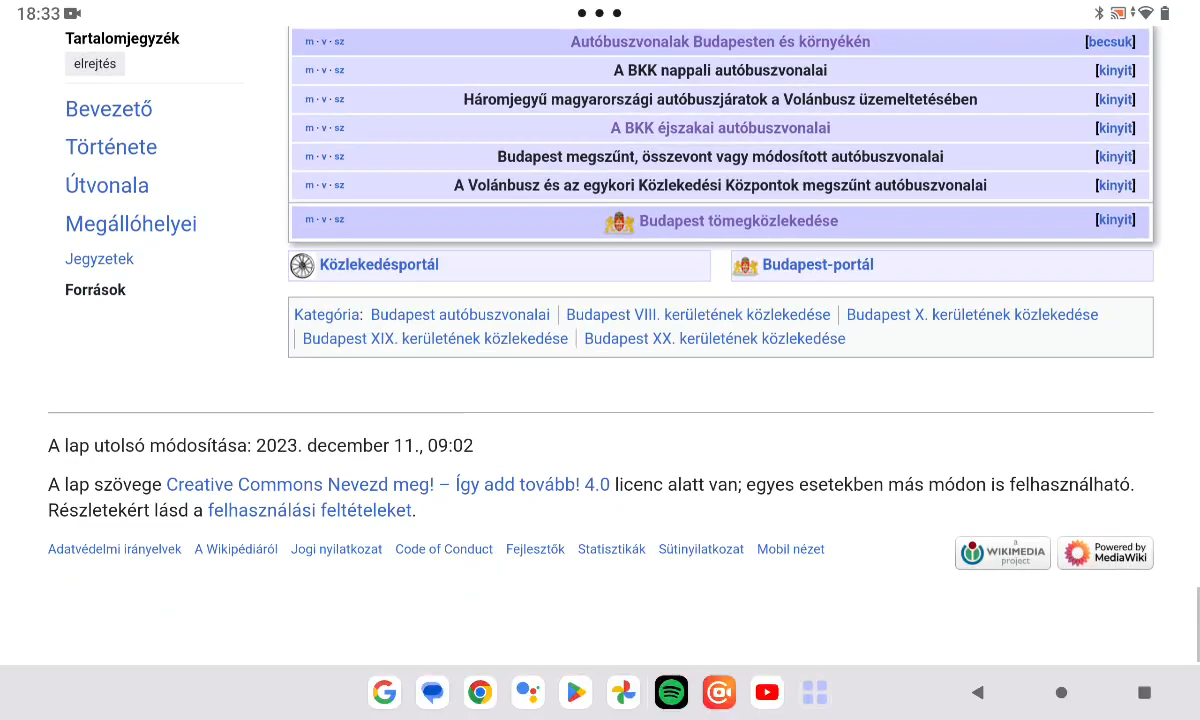 18:33
Tartalomjegyzék
elrejtés
Bevezető
Története
Útvonala
Megállóhelyei
Jegyzetek
Források
m · v · sz Autóbuszvonalak Budapesten és környékén [becsuk]
m · v · sz A BKK nappali autóbuszvonalai [kinyit]
m · v · sz Háromjegyű magyarországi autóbuszjáratok a Volánbusz üzemeltetésében [kinyit]
m · v · sz A BKK éjszakai autóbuszvonalai [kinyit]
m · v · sz Budapest megszűnt, összevont vagy módosított autóbuszvonalai [kinyit]
m · v · sz A Volánbusz és az egykori Közlekedési Központok megszűnt autóbuszvonalai [kinyit]
m · v · sz Budapest tömegközlekedése [kinyit]
Közlekedésportál Budapest-portál
Kategória: Budapest autóbuszvonalai | Budapest VIII. kerületének közlekedése | Budapest X. kerületének közlekedése
| Budapest XIX. kerületének közlekedése | Budapest XX. kerületének közlekedése
A lap utolsó módosítása: 2023. december 11., 09:02
A lap szövege Creative Commons Nevezd meg! – Így add tovább! 4.0 licenc alatt van; egyes esetekben más módon is felhasználható.
Részletekért lásd a felhasználási feltételeket.
Adatvédelmi irányelvek A Wikipédiáról Jogi nyilatkozat Code of Conduct Fejlesztők Statisztikák Sütinyilatkozat Mobil nézet
a
WIKIMEDIA
project
Powered by
MediaWiki